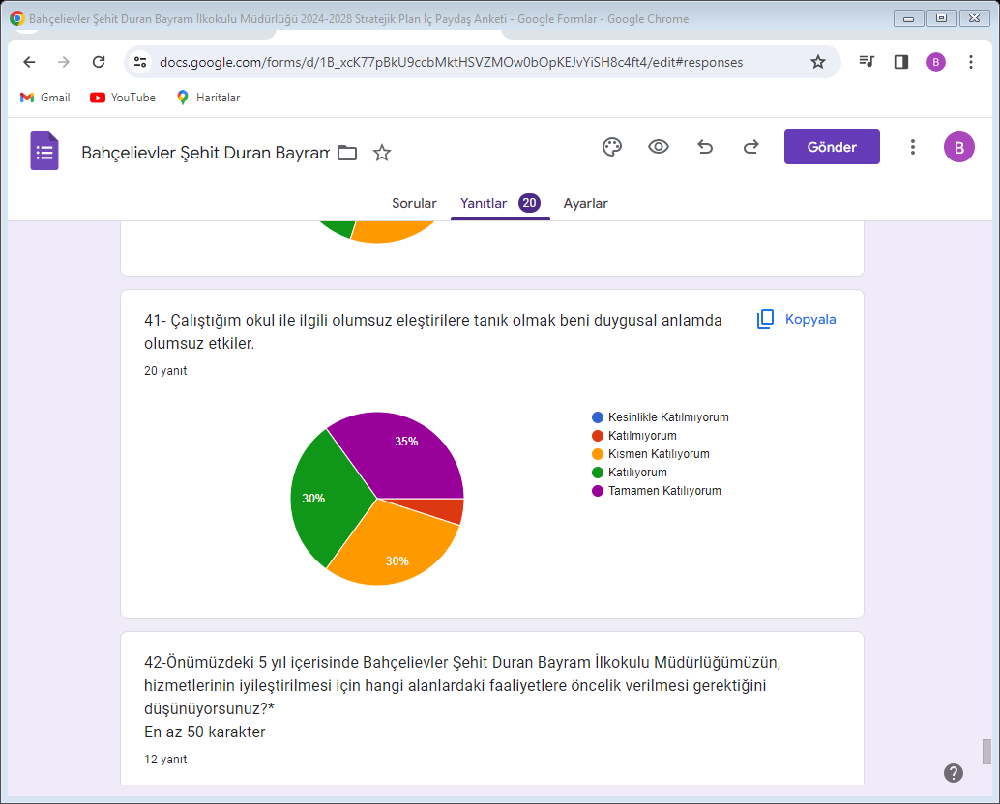 Bahçelievler Şehit Duran Bayram İlkokulu Müdürlüğü 2024-2028 Stratejik Plan İç Paydaş Anketi - Google Formlar - Google Chrome
docs.google.com/forms/d/1B_xcK77pBkU9ccbMktHSVZMOw0bOpKEJvYiSH8c4ft4/edit#responses
B
Gmail
YouTube
Haritalar
Bahçelievler Şehit Duran Bayram
Gönder
B
Sorular
Yanıtlar 20
Ayarlar
41- Çalıştığım okul ile ilgili olumsuz eleştirilere tanık olmak beni duygusal anlamda
olumsuz etkiler.
Kopyala
20 yanıt
35%
30%
30%
Kesinlikle Katılmıyorum
Katılmıyorum
Kısmen Katılıyorum
Katılıyorum
Tamamen Katılıyorum
42-Önümüzdeki 5 yıl içerisinde Bahçelievler Şehit Duran Bayram İlkokulu Müdürlüğümüzün,
hizmetlerinin iyileştirilmesi için hangi alanlardaki faaliyetlere öncelik verilmesi gerektiğini
düşünüyorsunuz?*
En az 50 karakter
12 yanıt
?